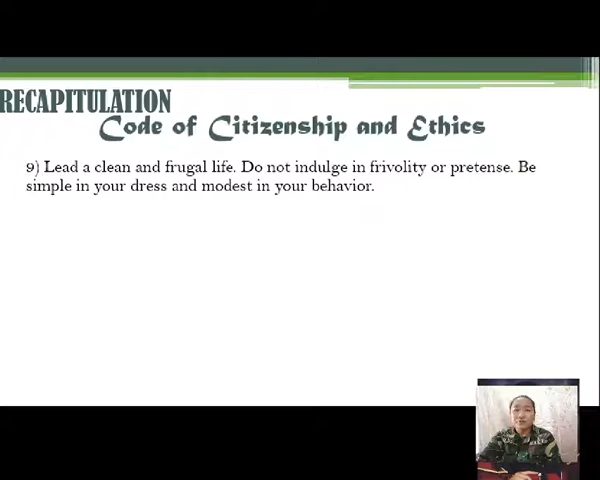 RECAPITULATION
Code of Citizenship and Ethics
9) Lead a clean and frugal life. Do not indulge in frivolity or pretense. Be
simple in your dress and modest in your behavior.